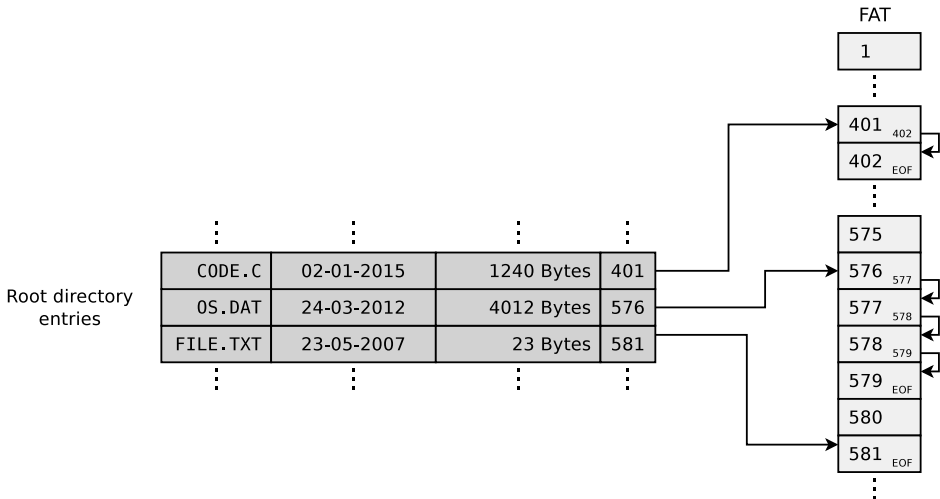 FAT
1
401 402
402 EOF
575
CODE.C 02-01-2015 1240 Bytes 401
576 577
Root directory
entries
OS.DAT 24-03-2012 4012 Bytes 576
577 578
FILE.TXT 23-05-2007 23 Bytes 581
578 579
579 EOF
580
581 EOF